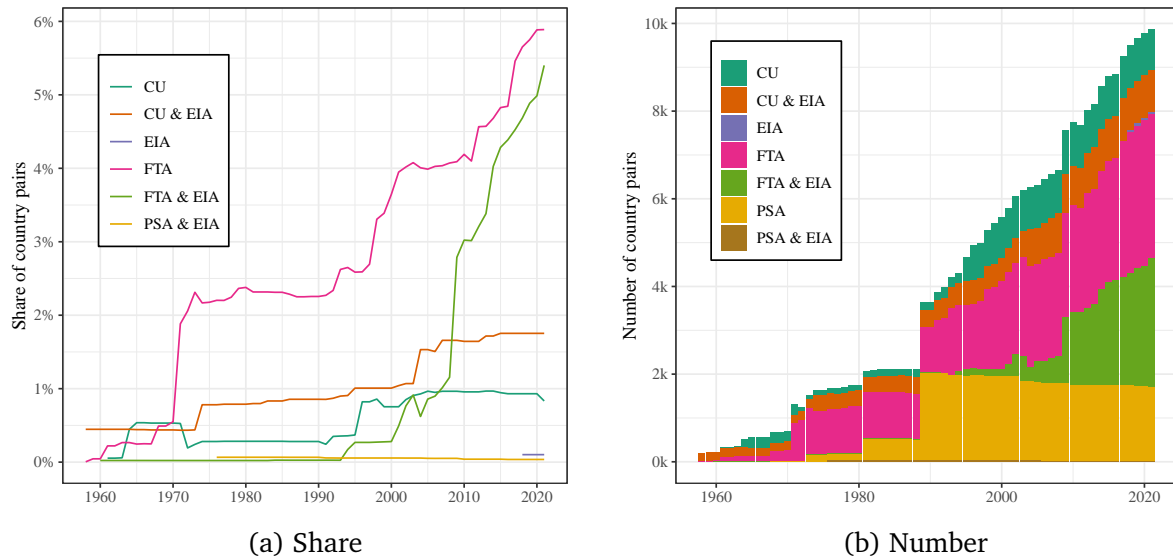 6%
5%
4%
3%
2%
1%
0%
Share of country pairs
CU
CU & EIA
EIA
FTA
FTA & EIA
PSA & EIA
1960
1970
1980
1990
2000
2010
2020
(a) Share
10k
8k
6k
4k
2k
0k
Number of country pairs
CU
CU & EIA
EIA
FTA
FTA & EIA
PSA
PSA & EIA
1960
1980
2000
2020
(b) Number